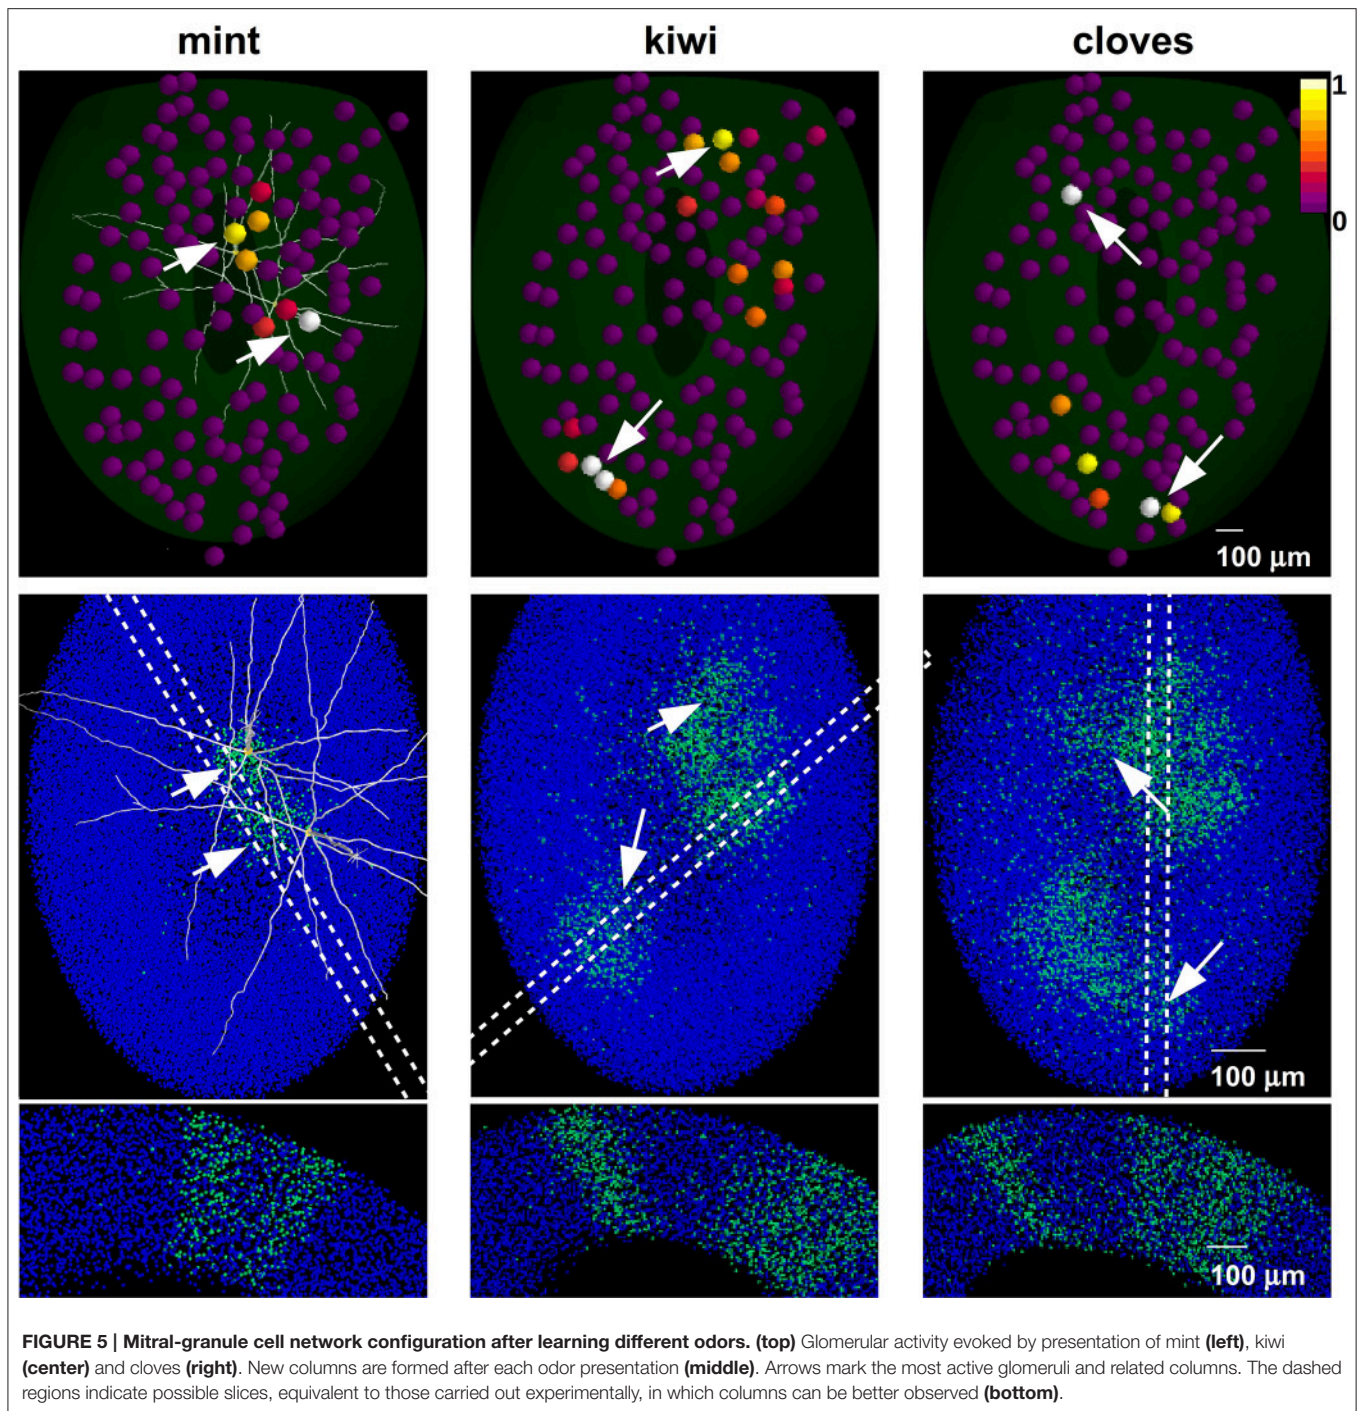 mint
kiwi
cloves
1
0
100 µm
100 µm
100 µm
FIGURE 5 | Mitral-granule cell network configuration after learning different odors. (top) Glomerular activity evoked by presentation of mint (left), kiwi
(center) and cloves (right). New columns are formed after each odor presentation (middle). Arrows mark the most active glomeruli and related columns. The dashed
regions indicate possible slices, equivalent to those carried out experimentally, in which columns can be better observed (bottom).